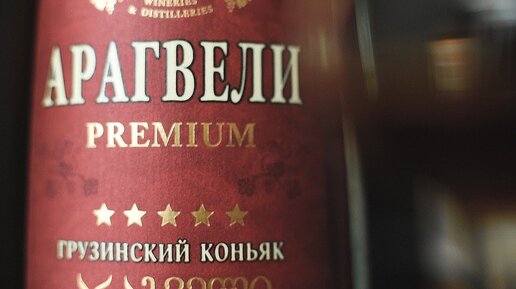 WINERIES
& DISTILLERIES
АРАГВЕЛИ
PREMIUM
ГРУЗИНСКИЙ КОНЬЯК